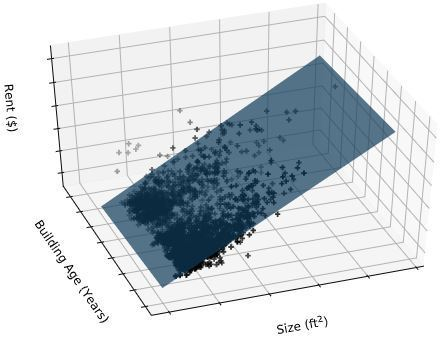 Rent ($)
Building Age (Years)
Size (ft²)